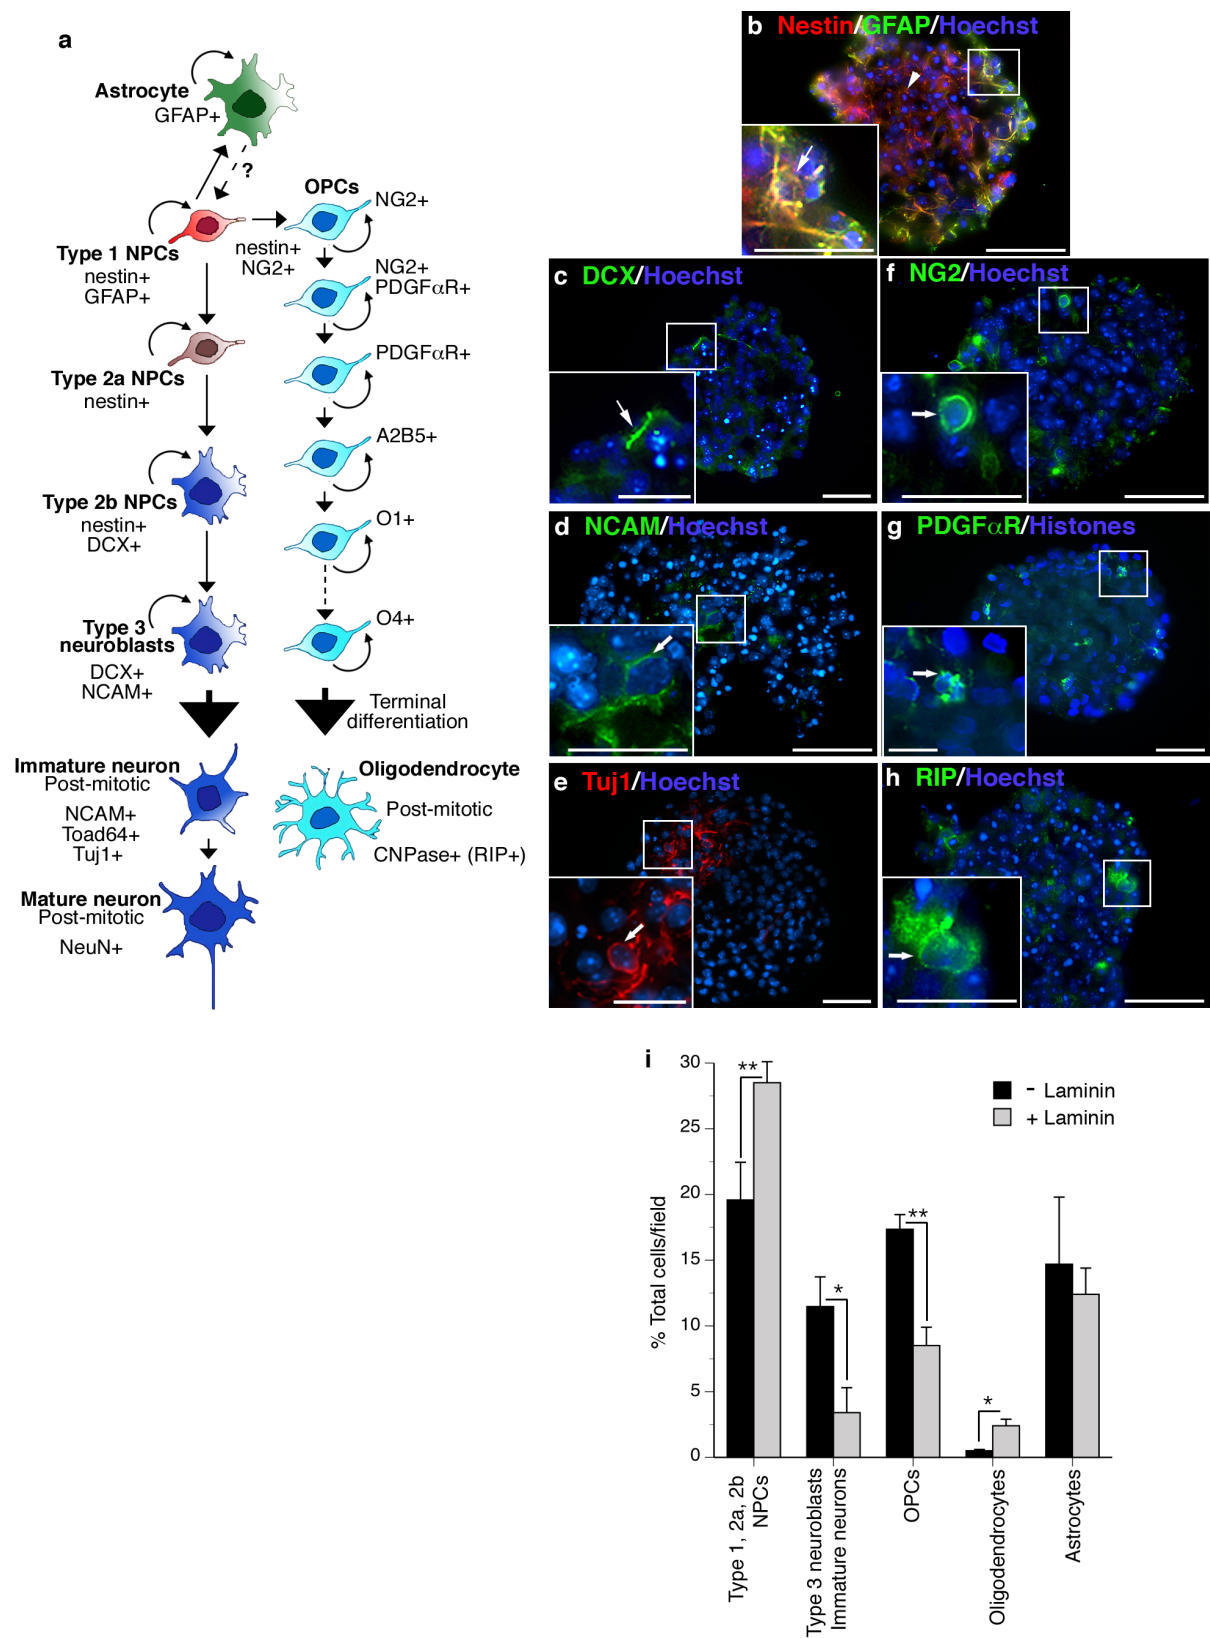 a
Astrocyte
GFAP+
?
Type 1 NPCs
nestin+
GFAP+
nestin+
NG2+
Type 2a NPCs
nestin+
Type 2b NPCs
nestin+
DCX+
Type 3
neuroblasts
DCX+
NCAM+
Immature neuron
Post-mitotic
NCAM+
Toad64+
Tuj1+
Mature neuron
Post-mitotic
NeuN+
OPCs
NG2+
NG2+
PDGFαR+
PDGFαR+
A2B5+
O1+
O4+
Terminal
differentiation
Oligodendrocyte
Post-mitotic
CNPase+ (RIP+)
b Nestin/GFAP/Hoechst
c DCX/Hoechst
d NCAM/Hoechst
e Tuj1/Hoechst
f NG2/Hoechst
g PDGFαR/Histones
h RIP/Hoechst
i
% Total cells/field
30
25
20
15
10
5
0
**
*
**
*
- Laminin
+ Laminin
Type 1, 2a, 2b
NPCs
Type 3 neuroblasts
Immature neurons
OPCs
Oligodendrocytes
Astrocytes